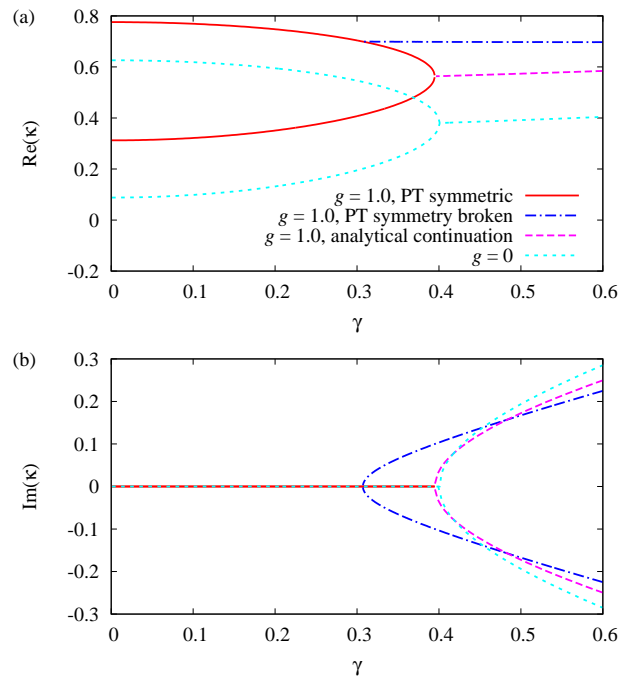 (a)
0.8
0.6
0.4
0.2
0
-0.2
Re(κ)
g = 1.0, PT symmetric
g = 1.0, PT symmetry broken
g = 1.0, analytical continuation
g = 0
0 0.1 0.2 0.3 0.4 0.5 0.6
γ
(b)
0.3
0.2
0.1
0
-0.1
-0.2
-0.3
Im(κ)
0 0.1 0.2 0.3 0.4 0.5 0.6
γ